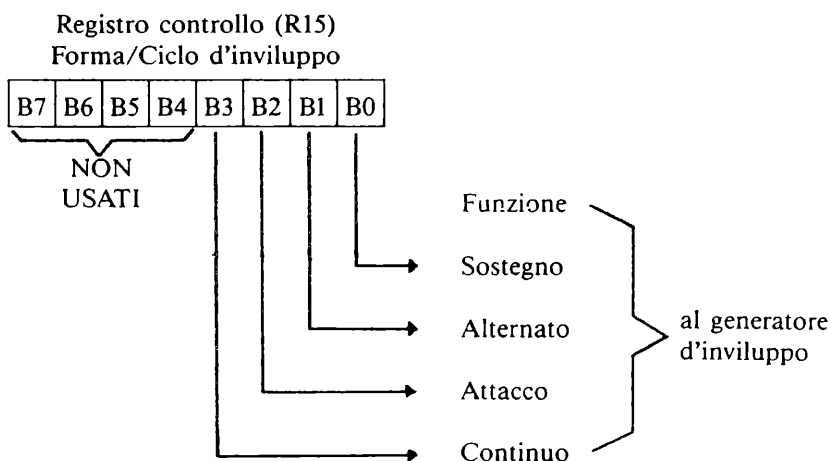 Registro controllo (R15)
Forma/Ciclo d'inviluppo
B7 B6 B5 B4 B3 B2 B1 B0
NON
USATI
Funzione
Sostegno
Alternato
al generatore
d'inviluppo
Attacco
Continuo